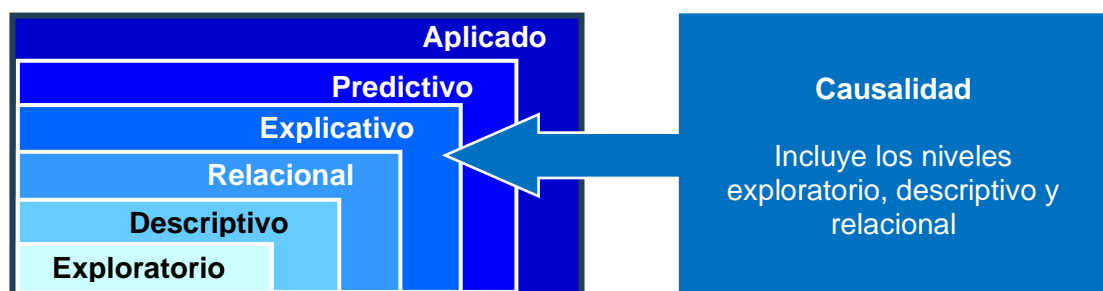 Aplicado
Predictivo
Explicativo
Relacional
Descriptivo
Exploratorio
Causalidad
Incluye los niveles
exploratorio, descriptivo y
relacional